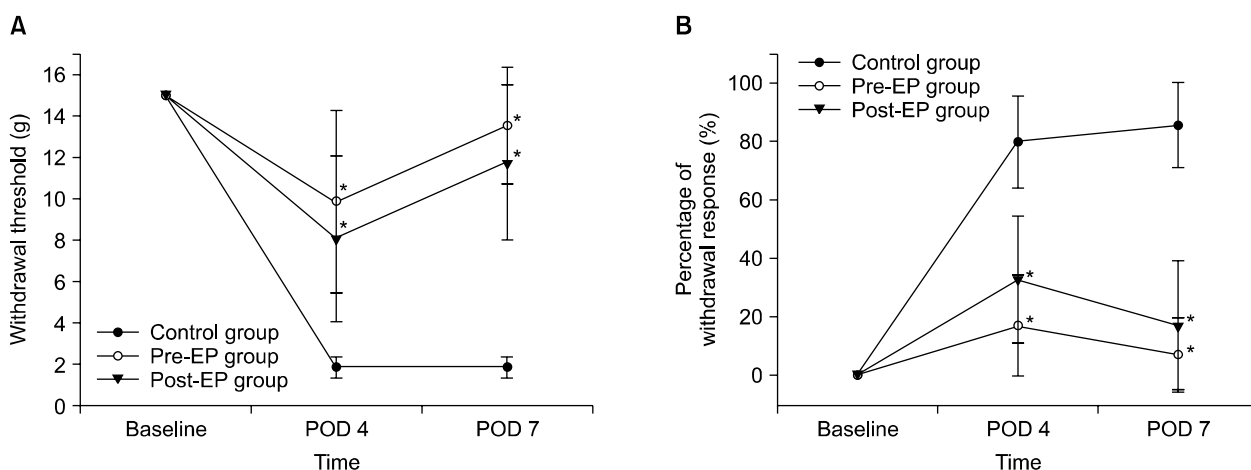 A
Withdrawal threshold (g)
16
14
12
10
8
6
4
2
0
*
*
*
*
Control group
Pre-EP group
Post-EP group
Baseline
POD 4
POD 7
Time
B
Percentage of
withdrawal response (%)
100
80
60
40
20
0
Control group
Pre-EP group
Post-EP group
*
*
*
*
Baseline
POD 4
POD 7
Time